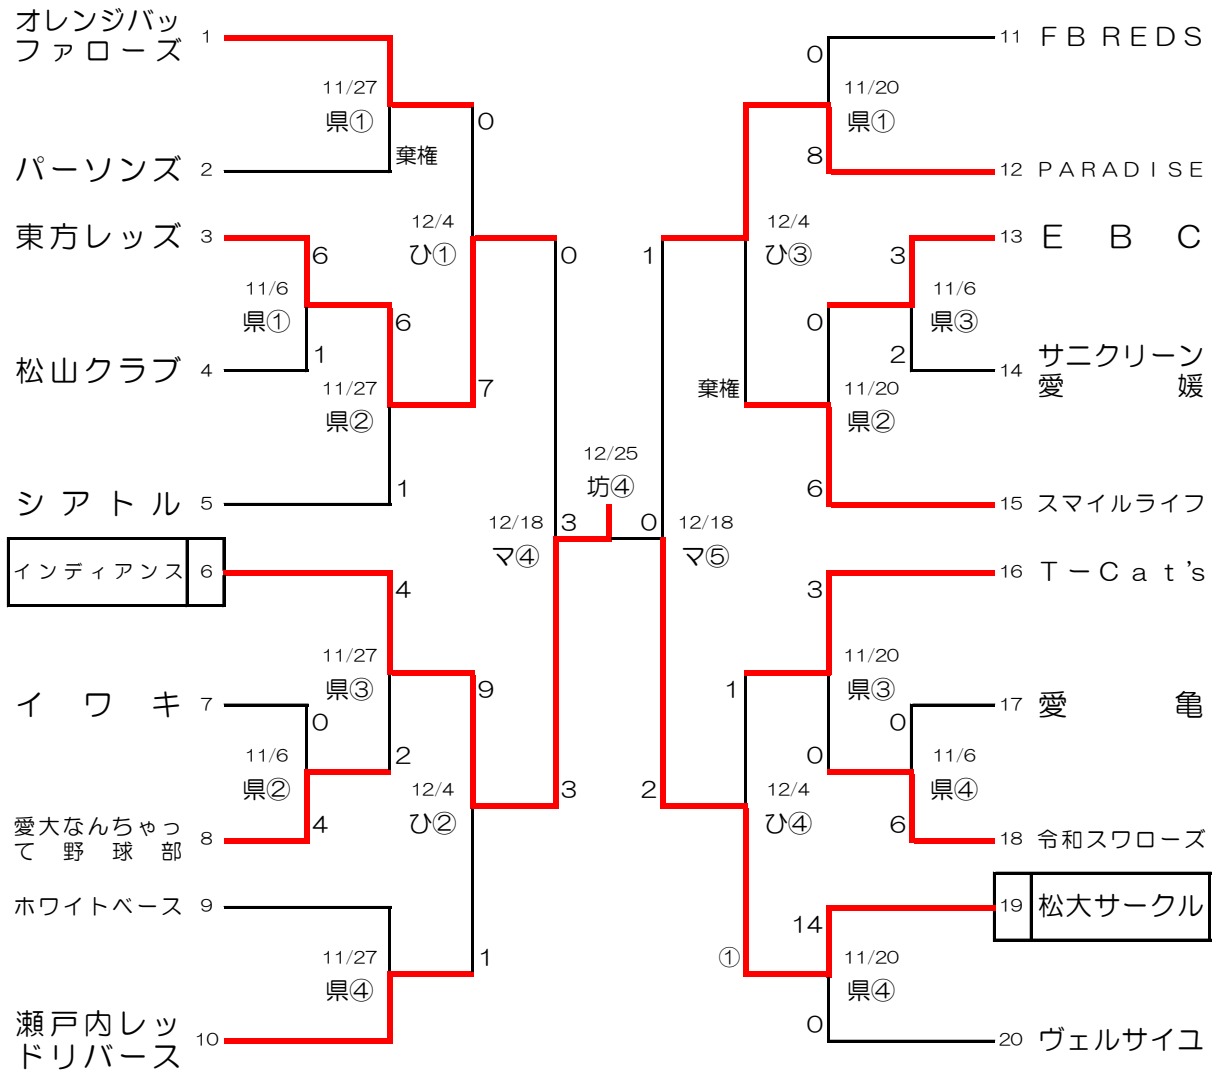 オレンジバッ
ファローズ
1
11/27
県①
0
棄権
パーソンズ
2
東方レッズ
3
6
12/4
ひ①
0
11/6
県①
6
1
松山クラブ
4
11/27
県②
7
シアトル
5
1
12/18
マ④
3
12/25
坊④
0
インディアンス
6
4
11/27
県③
9
イワキ
7
0
11/6
県②
2
12/4
ひ②
3
4
愛大なんちゃっ
て野球部
8
ホワイトベース
9
11/27
県④
1
瀬戸内レッ
ドリバース
10
0
11
FB REDS
11/20
県①
8
12
PARADISE
1
12/4
ひ③
3
13
EBC
0
11/6
県③
2
14
サニクリーン
愛媛
棄権
11/20
県②
6
15
スマイルライフ
12/18
マ⑤
3
16
T-Cat's
1
11/20
県③
0
17
愛亀
0
11/6
県④
2
12/4
ひ④
6
18
令和スワローズ
14
19
松大サークル
①
11/20
県④
0
20
ヴェルサイユ